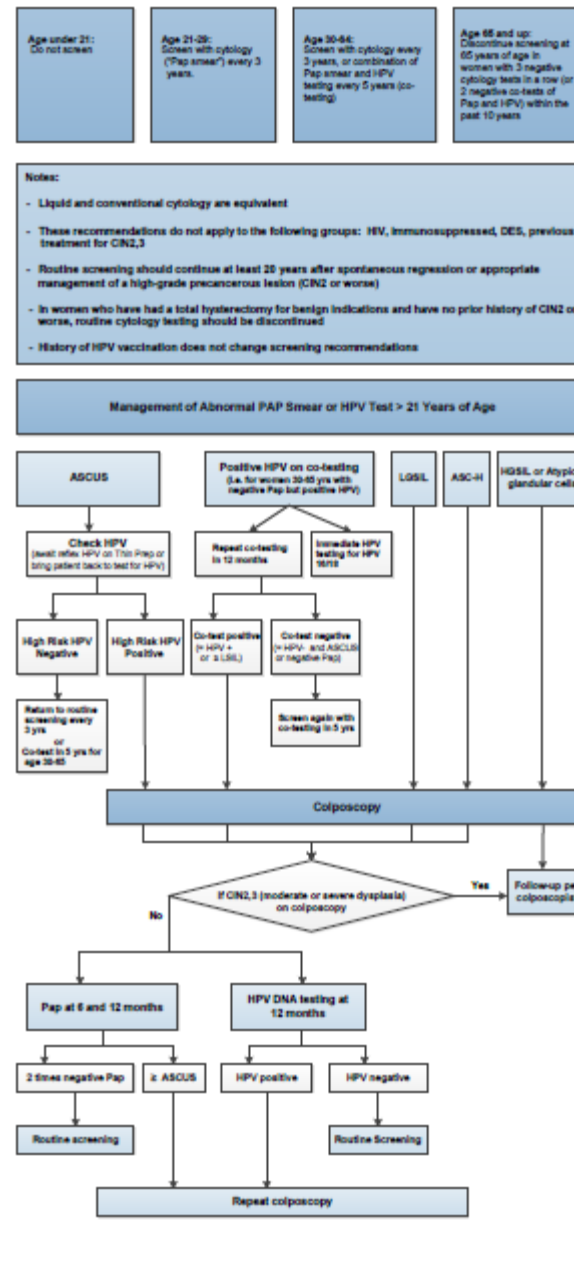 Age under 21:
Do not screen
Age 21-29:
Screen with cytology
("Pap smear") every 3
years.
Age 30-64:
Screen with cytology every
3 years, or combination of
Pap smear and HPV
testing every 5 years (co-
testing)
Age 65 and up:
Discontinue screening at
65 years of age in
women with 3 negative
cytology tests in a row (or
2 negative co-tests of
Pap and HPV) within the
past 10 years
Notes:
- Liquid and conventional cytology are equivalent
- These recommendations do not apply to the following groups: HIV, immunosuppressed, DES, previous
treatment for CIN2,3
- Routine screening should continue at least 20 years after spontaneous regression or appropriate
management of a high-grade precancerous lesion (CIN2 or worse)
- In women who have had a total hysterectomy for benign indications and have no prior history of CIN2 or
worse, routine cytology testing should be discontinued
- History of HPV vaccination does not change screening recommendations
Management of Abnormal PAP Smear or HPV Test > 21 Years of Age
ASCUS
Positive HPV on co-testing
(i.e. for women 30-65 yrs with
negative Pap but positive HPV)
LGSIL
ASC-H
HGSIL or Atypic
glandular cells
Check HPV
(await reflex HPV on Thin Prep or
bring patient back to test for HPV)
Repeat co-testing
in 12 months
Immediate HPV
testing for HPV
16/18
High Risk HPV
Negative
High Risk HPV
Positive
Co-test positive
(= HPV +
or ≥ LSIL)
Co-test negative
(= HPV- and ASCUS
or negative Pap)
Return to routine
screening every
3 yrs
or
Co-test in 5 yrs for
age 30-65
Screen again with
co-testing in 5 yrs
Colposcopy
If CIN2,3 (moderate or severe dysplasia)
on colposcopy
Yes
No
Follow-up pe
colposcopis
Pap at 6 and 12 months
HPV DNA testing at
12 months
2 times negative Pap
≥ ASCUS
HPV positive
HPV negative
Routine screening
Routine Screening
Repeat colposcopy